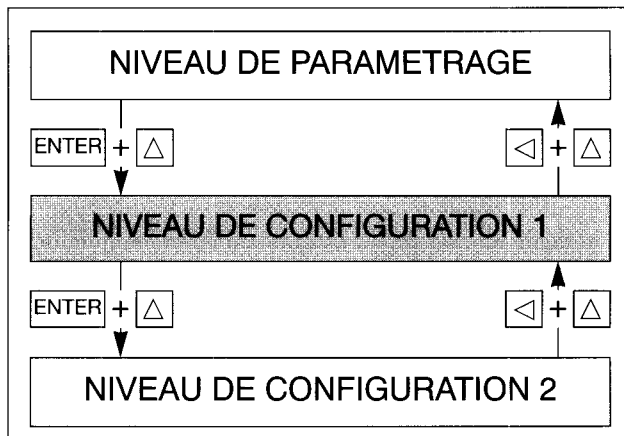 NIVEAU DE PARAMETRAGE
ENTER + △ ◁ + △
NIVEAU DE CONFIGURATION 1
ENTER + △ ◁ + △
NIVEAU DE CONFIGURATION 2